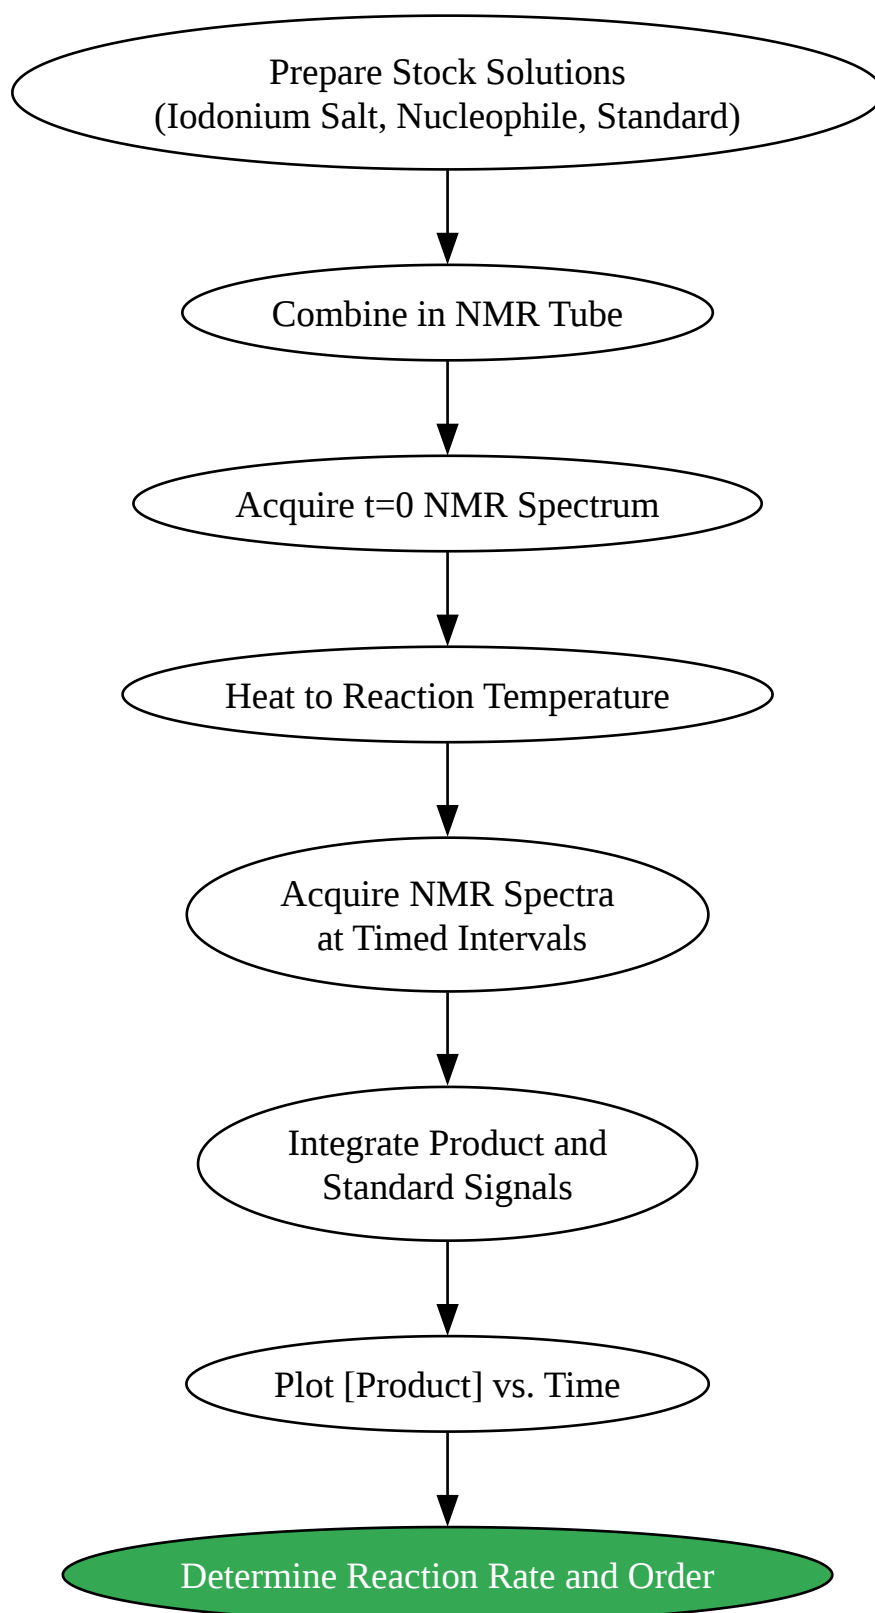 Prepare Stock Solutions
(Iodonium Salt, Nucleophile, Standard)
Combine in NMR Tube
Acquire t=0 NMR Spectrum
Heat to Reaction Temperature
Acquire NMR Spectra
at Timed Intervals
Integrate Product and
Standard Signals
Plot [Product] vs. Time
Determine Reaction Rate and Order